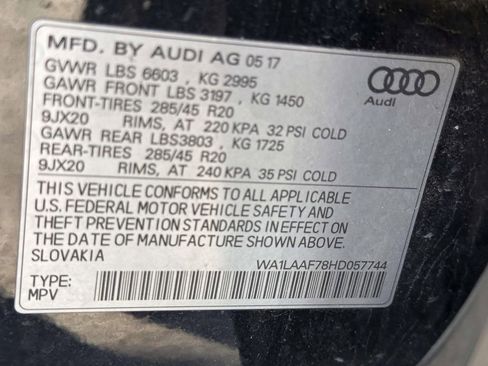 MFD. BY AUDI AG 05 17
GVWR LBS 6603 , KG 2995
GAWR FRONT LBS 3197 , KG 1450
FRONT-TIRES 285/45 R20
9JX20 RIMS, AT 220 KPA 32 PSI COLD
GAWR REAR LBS3803 , KG 1725
REAR-TIRES 285/45 R20
9JX20 RIMS, AT 240 KPA 35 PSI COLD
THIS VEHICLE CONFORMS TO ALL APPLICABLE
U.S. FEDERAL MOTOR VEHICLE SAFETY AND
THEFT PREVENTION STANDARDS IN EFFECT ON
THE DATE OF MANUFACTURE SHOWN ABOVE.
SLOVAKIA
WA1LAAF78HD057744
TYPE:
MPV
Audi